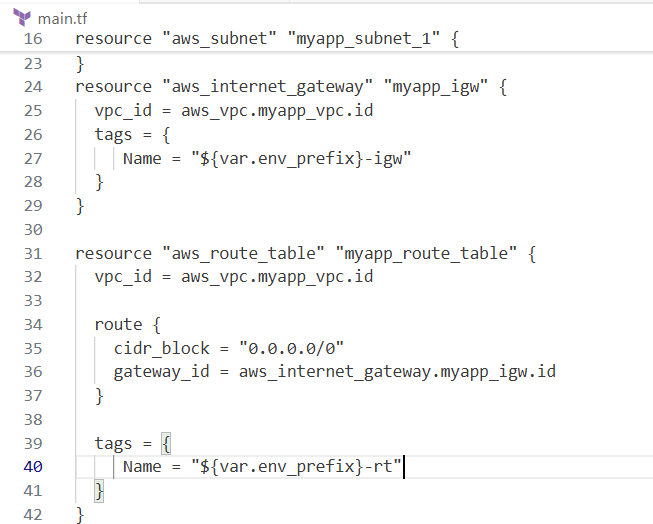 main.tf
16 resource "aws_subnet" "myapp_subnet_1" {
23 }
24 resource "aws_internet_gateway" "myapp_igw" {
25   vpc_id = aws_vpc.myapp_vpc.id
26   tags = {
27      Name = "${var.env_prefix}-igw"
28   }
29 }
30
31 resource "aws_route_table" "myapp_route_table" {
32   vpc_id = aws_vpc.myapp_vpc.id
33
34   route {
35     cidr_block = "0.0.0.0/0"
36     gateway_id = aws_internet_gateway.myapp_igw.id
37   }
38
39   tags = {
40      Name = "${var.env_prefix}-rt"
41   }
42 }